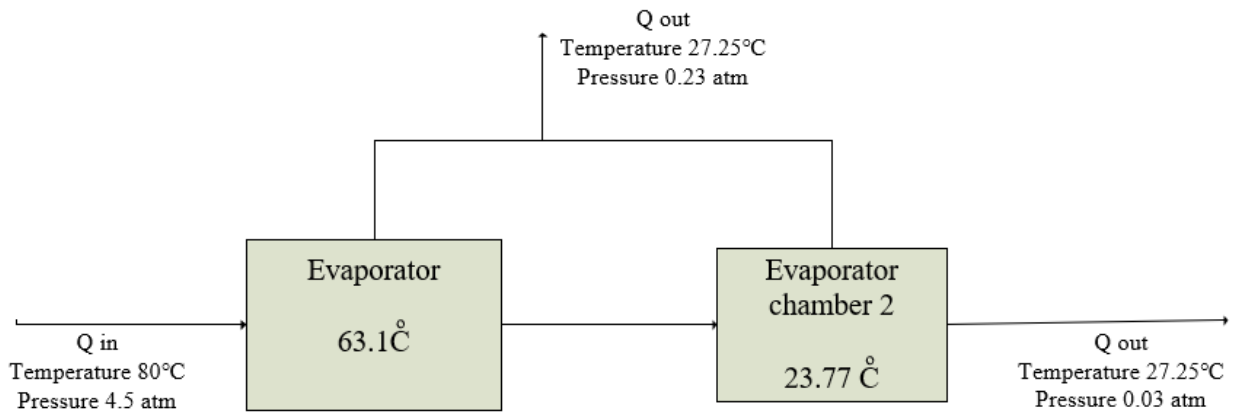 Q out
Temperature 27.25℃
Pressure 0.23 atm
Evaporator
63.1C̊
Evaporator
chamber 2
23.77 C̊
Q in
Temperature 80℃
Pressure 4.5 atm
Q out
Temperature 27.25℃
Pressure 0.03 atm